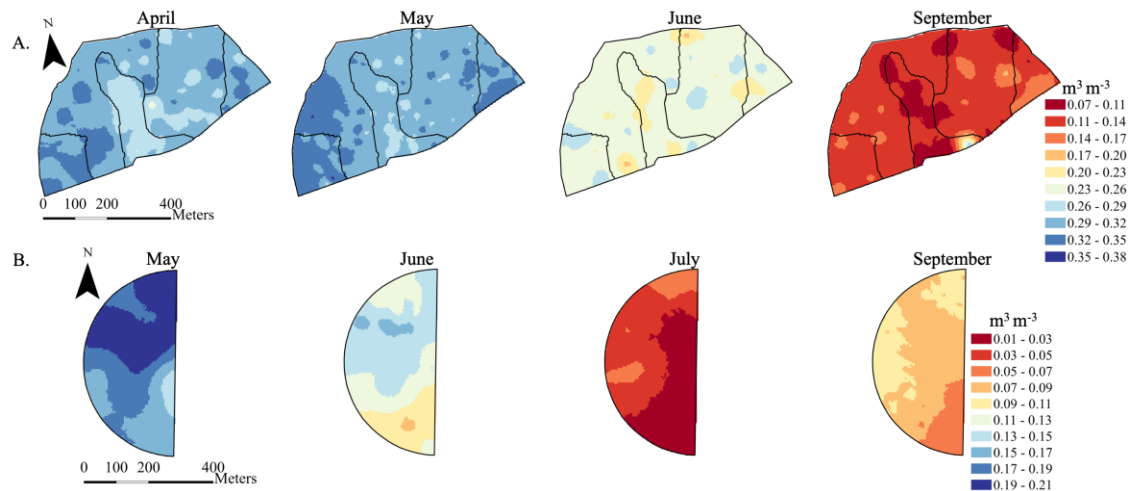 April
May
June
September
A.
N
m³ m⁻³
0.07 - 0.11
0.11 - 0.14
0.14 - 0.17
0.17 - 0.20
0.20 - 0.23
0.23 - 0.26
0.26 - 0.29
0.29 - 0.32
0.32 - 0.35
0.35 - 0.38
0 100 200 400
Meters
B.
N
May
June
July
September
m³ m⁻³
0.01 - 0.03
0.03 - 0.05
0.05 - 0.07
0.07 - 0.09
0.09 - 0.11
0.11 - 0.13
0.13 - 0.15
0.15 - 0.17
0.17 - 0.19
0.19 - 0.21
0 100 200 400
Meters